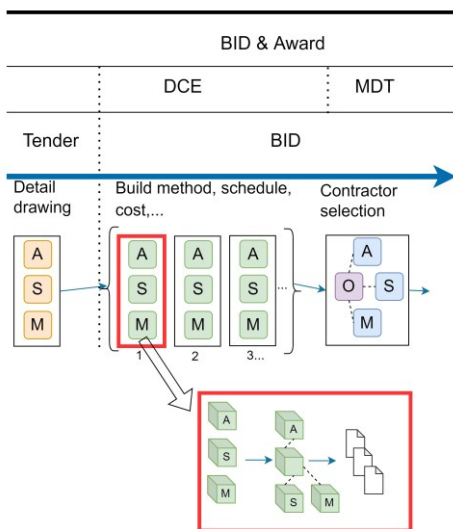 BID & Award
DCE MDT
Tender BID
Detail drawing
Build method, schedule, cost,...
Contractor selection
A A A A A
S S S S O S
M M M M M
...
1 2 3...
A A
S
M S M